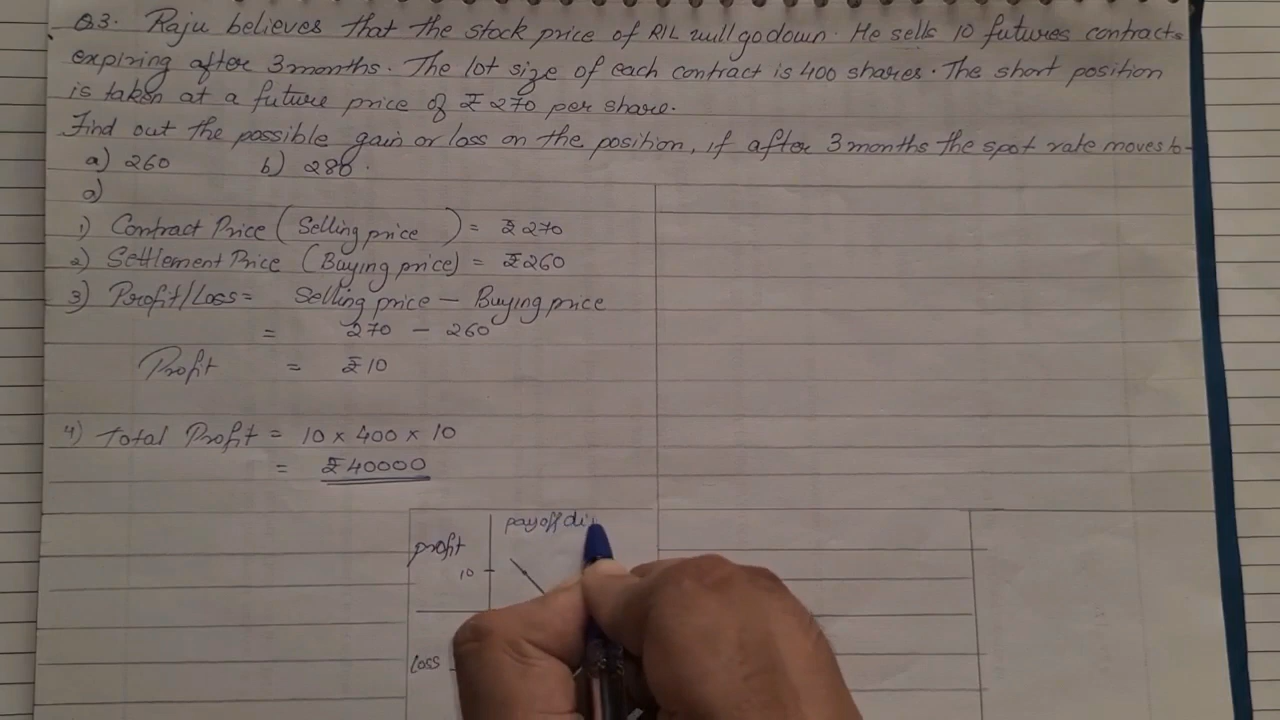 Q3. Raju believes that the stock price of RIL will go down. He sells 10 futures contracts
expiring after 3 months. The lot size of each contract is 400 shares. The short position
is taken at a future price of ₹270 per share.
Find out the possible gain or loss on the position, if after 3 months the spot rate moves to
a) 260 b) 280.
a)
1) Contract Price (Selling price) = ₹270
2) Settlement Price (Buying price) = ₹260
3) Profit/Loss = Selling price - Buying price
= 270 - 260
Profit = ₹10
4) Total Profit = 10 × 400 × 10
= ₹40000
payoff di
profit
10
loss